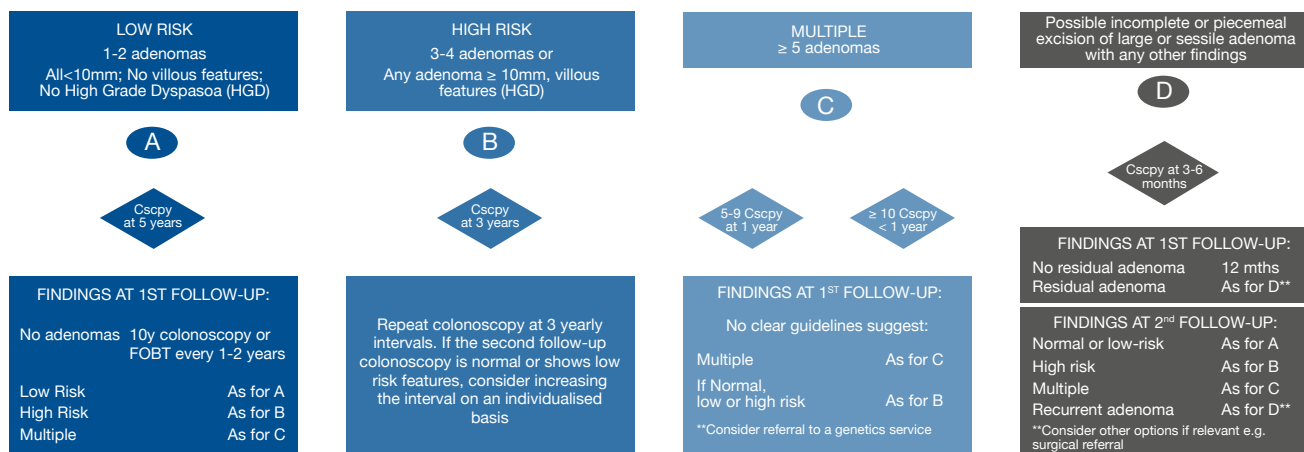 LOW RISK
1-2 adenomas
All<10mm; No villous features;
No High Grade Dyspasoa (HGD)
A
Cscpy
at 5 years
FINDINGS AT 1ST FOLLOW-UP:
No adenomas 10y colonoscopy or
FOBT every 1-2 years
Low Risk As for A
High Risk As for B
Multiple As for C
HIGH RISK
3-4 adenomas or
Any adenoma ≥ 10mm, villous
features (HGD)
B
Cscpy
at 3 years
Repeat colonoscopy at 3 yearly
intervals. If the second follow-up
colonoscopy is normal or shows low
risk features, consider increasing
the interval on an individualised
basis
MULTIPLE
≥ 5 adenomas
C
5-9 Cscpy
at 1 year
≥ 10 Cscpy
< 1 year
FINDINGS AT 1ST FOLLOW-UP:
No clear guidelines suggest:
Multiple As for C
If Normal,
low or high risk As for B
**Consider referral to a genetics service
Possible incomplete or piecemeal
excision of large or sessile adenoma
with any other findings
D
Cscpy at 3-6
months
FINDINGS AT 1ST FOLLOW-UP:
No residual adenoma 12 mths
Residual adenoma As for D**
FINDINGS AT 2nd FOLLOW-UP:
Normal or low-risk As for A
High risk As for B
Multiple As for C
Recurrent adenoma As for D**
**Consider other options if relevant e.g.
surgical referral